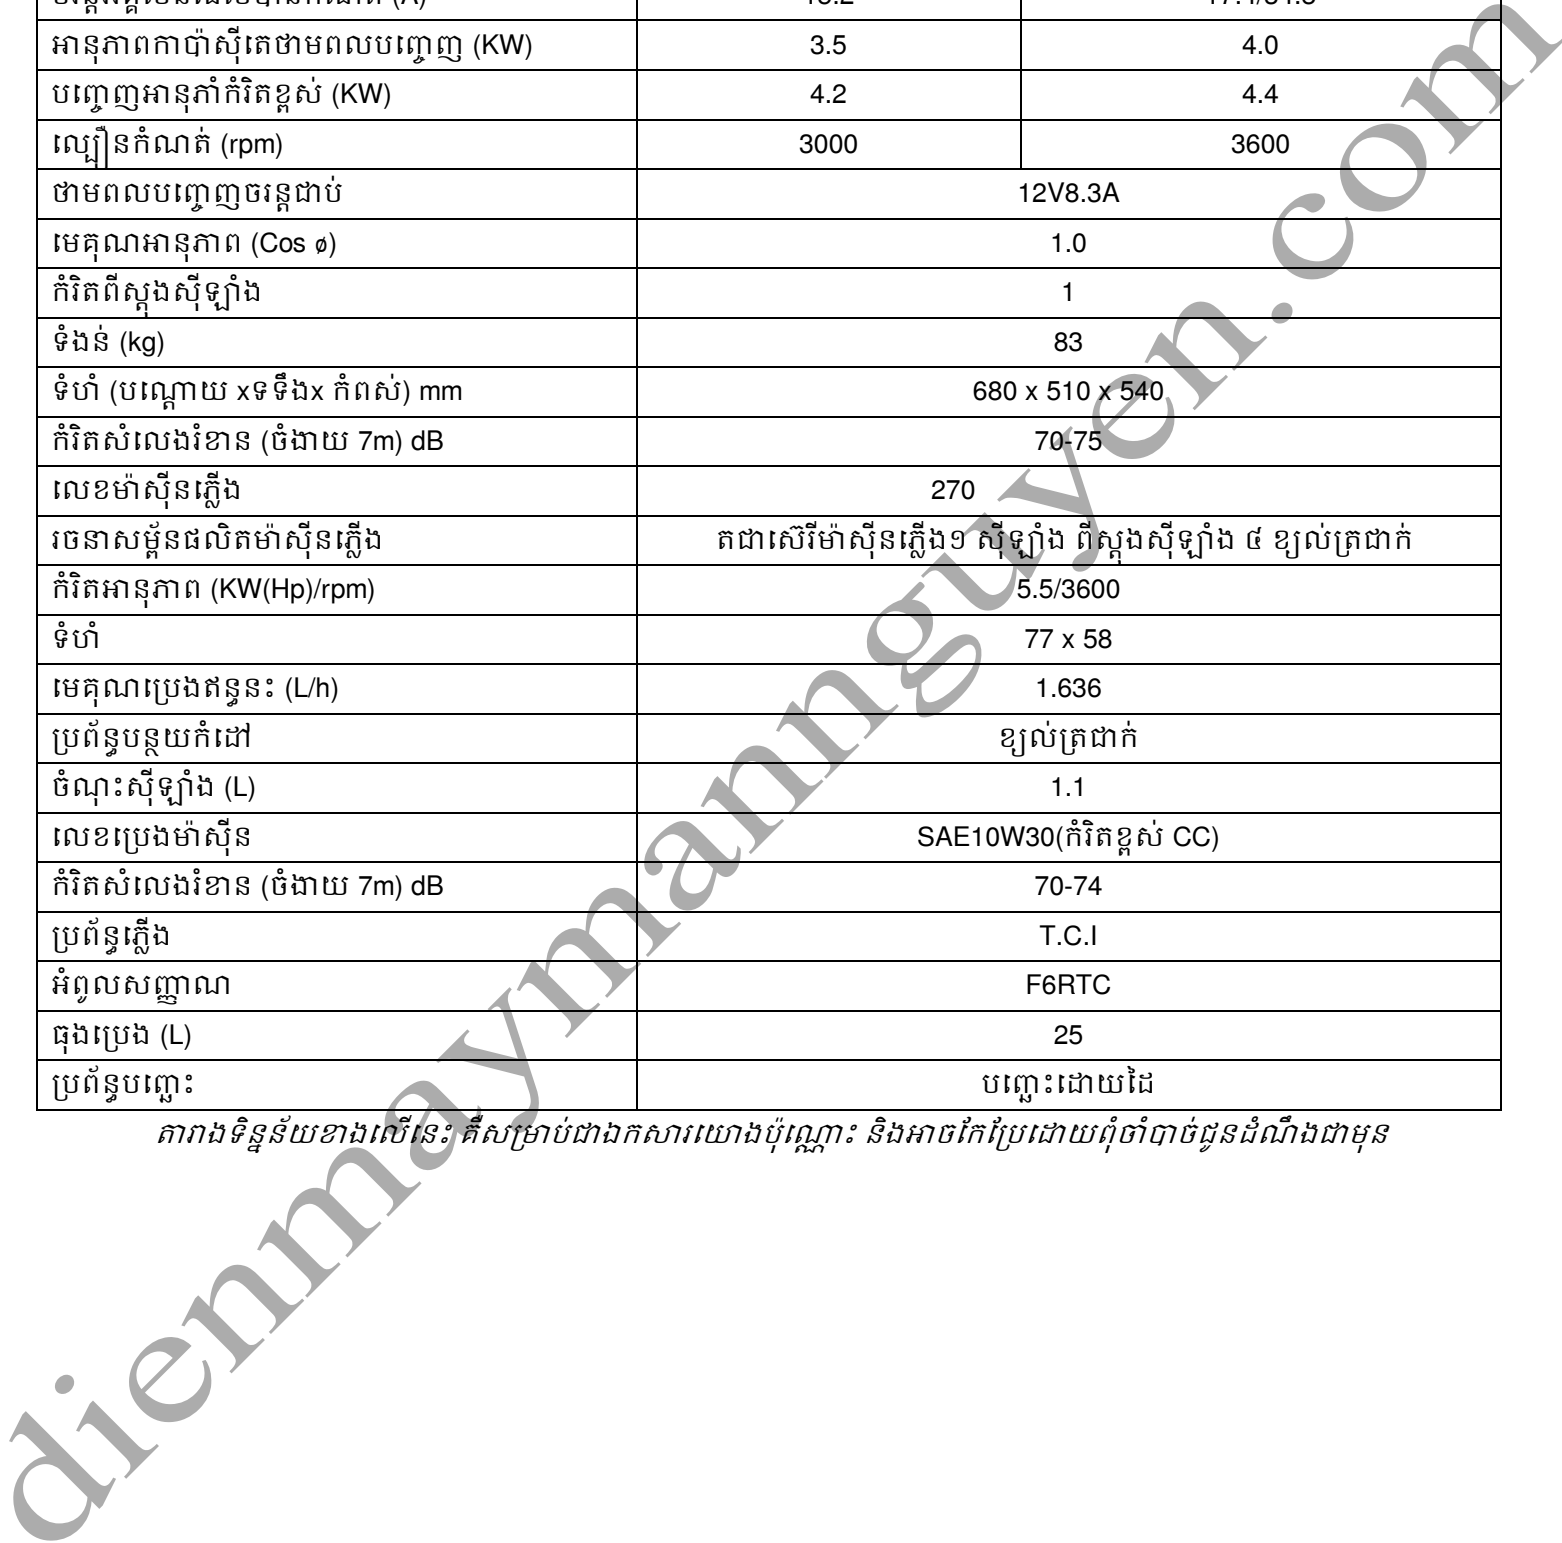 អានុភាពកាប៉ាស៊ីតេថាមពលបញ្ចេញ (KW) 3.5 4.0
បញ្ចេញអានុភាំកំរិតខ្ពស់ (KW) 4.2 4.4
ល្បឿនកំណត់ (rpm) 3000 3600
ថាមពលបញ្ចេញចរន្តជាប់ 12V8.3A
មេគុណអានុភាព (Cos ø) 1.0
កំរិតពីស្តុងស៊ីឡាំង 1
ទំងន់ (kg) 83
ទំហំ (បណ្តោយ xទទឹងx កំពស់) mm 680 x 510 x 540
កំរិតសំលេងរំខាន (ចំងាយ 7m) dB 70-75
លេខម៉ាស៊ីនភ្លើង 270
រចនាសម្ព័នផលិតម៉ាស៊ីនភ្លើង តជាស៊េរីម៉ាស៊ីនភ្លើង១ ស៊ីឡាំង ពីស្តុងស៊ីឡាំង ៤ ខ្យល់ត្រជាក់
កំរិតអានុភាព (KW(Hp)/rpm) 5.5/3600
ទំហំ 77 x 58
មេគុណប្រេងឥន្ធនះ (L/h) 1.636
ប្រព័ន្ធបន្ថយកំដៅ ខ្យល់ត្រជាក់
ចំណុះស៊ីឡាំង (L) 1.1
លេខប្រេងម៉ាស៊ីន SAE10W30(កំរិតខ្ពស់ CC)
កំរិតសំលេងរំខាន (ចំងាយ 7m) dB 70-74
ប្រព័ន្ធភ្លើង T.C.I
អំពូលសញ្ញាណ F6RTC
ធុងប្រេង (L) 25
ប្រព័ន្ធបញ្ឆេះ បញ្ឆេះដោយដៃ
តារាងទិន្នន័យខាងលើនេះ គឺសម្រាប់ជាឯកសារយោងប៉ុណ្ណោះ និងអាចកែប្រែដោយពុំចាំបាច់ជូនដំណឹងជាមុន
dienmaymannguyen.com